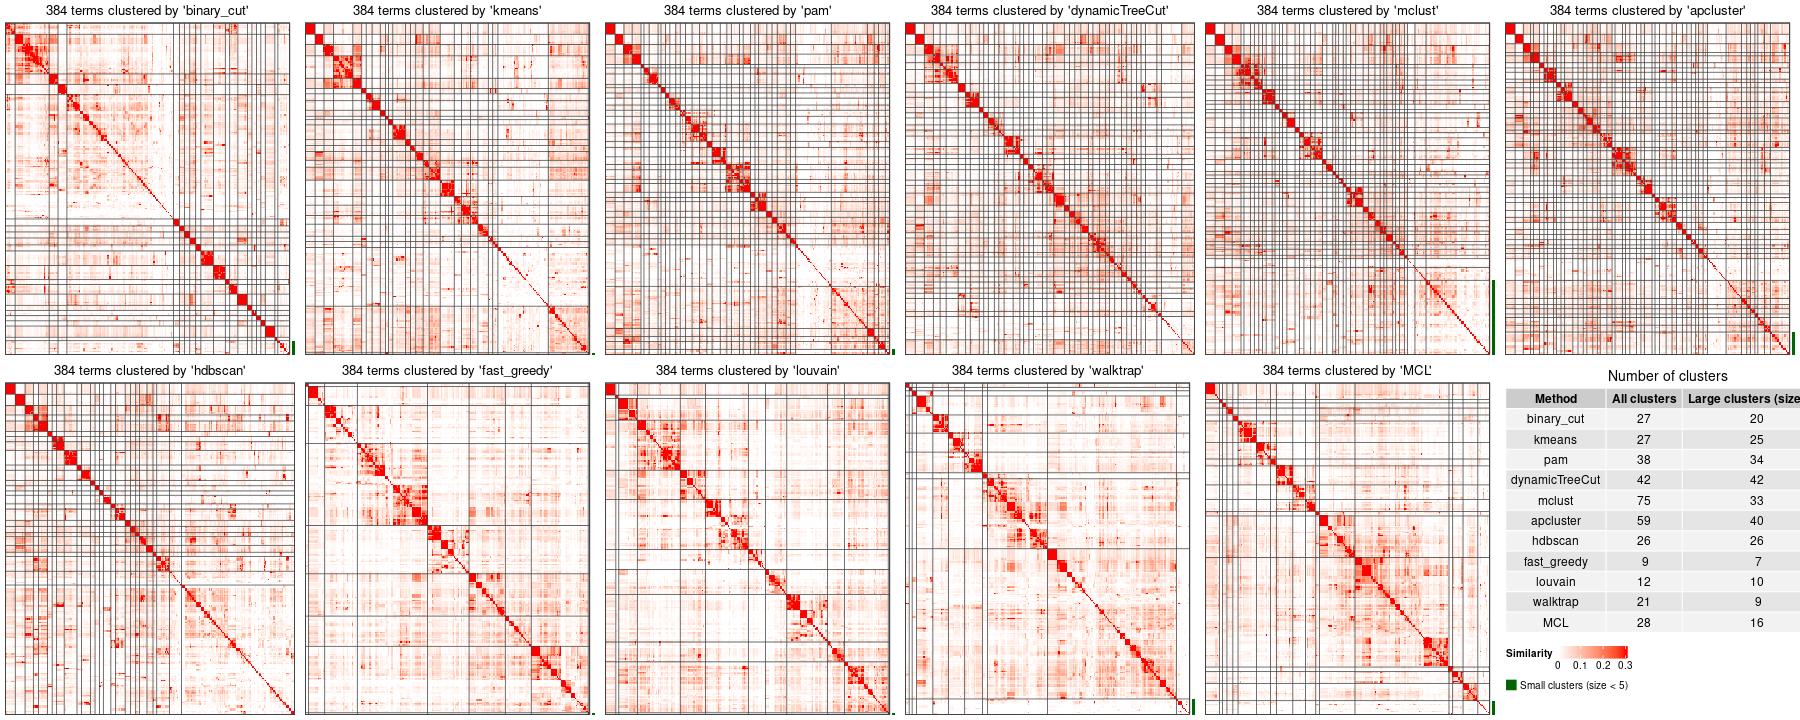 384 terms clustered by 'binary_cut'
384 terms clustered by 'kmeans'
384 terms clustered by 'pam'
384 terms clustered by 'dynamicTreeCut'
384 terms clustered by 'mclust'
384 terms clustered by 'apcluster'
384 terms clustered by 'hdbscan'
384 terms clustered by 'fast_greedy'
384 terms clustered by 'louvain'
384 terms clustered by 'walktrap'
384 terms clustered by 'MCL'
Number of clusters
Method All clusters Large clusters (size
binary_cut 27 20
kmeans 27 25
pam 38 34
dynamicTreeCut 42 42
mclust 75 33
apcluster 59 40
hdbscan 26 26
fast_greedy 9 7
louvain 12 10
walktrap 21 9
MCL 28 16
Similarity
0 0.1 0.2 0.3
Small clusters (size < 5)